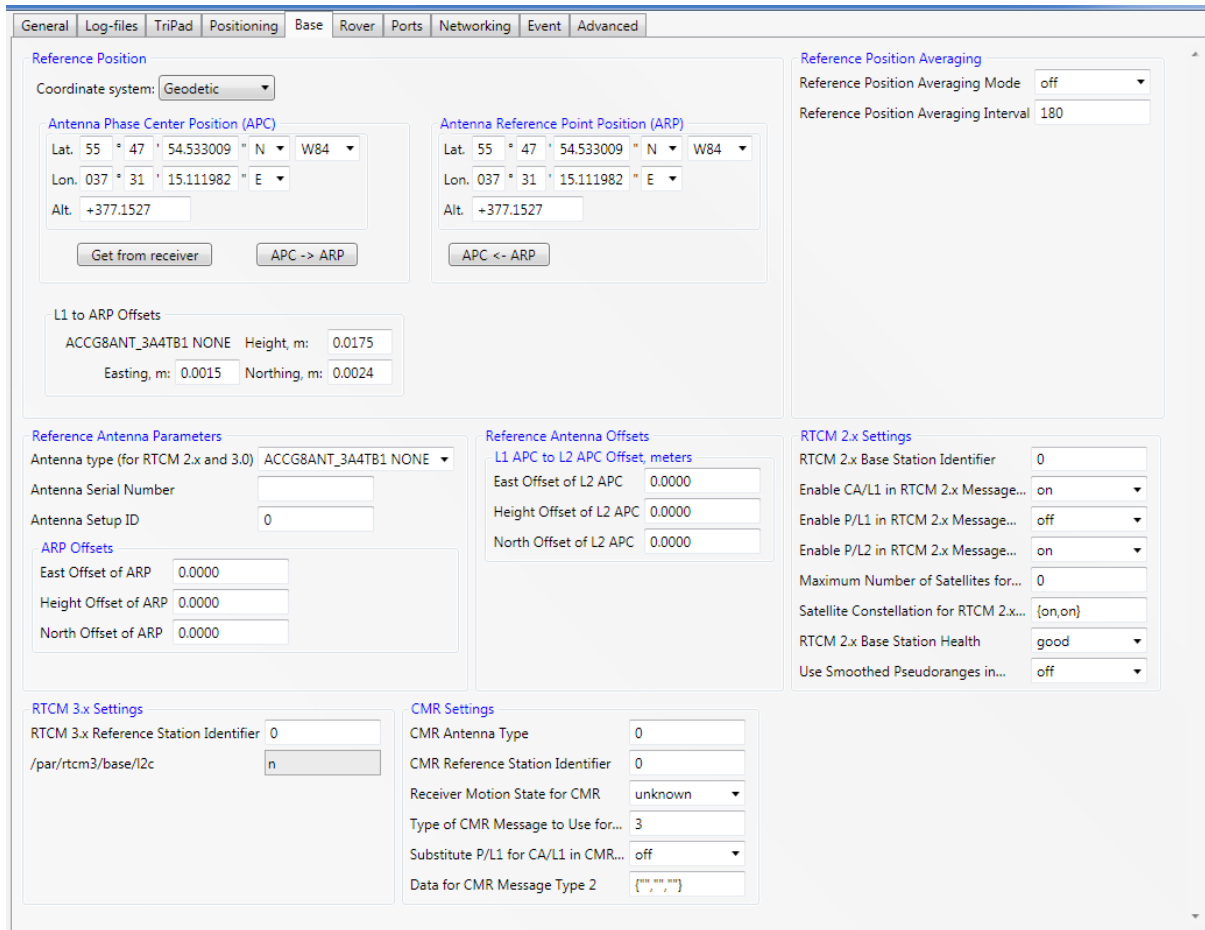 General Log-files TriPad Positioning Base Rover Ports Networking Event Advanced
Reference Position
Coordinate system: Geodetic
Antenna Phase Center Position (APC)
Lat. 55 ° 47 ' 54.533009 " N W84
Lon. 037 ° 31 ' 15.111982 " E
Alt. +377.1527
Get from receiver APC -> ARP
Antenna Reference Point Position (ARP)
Lat. 55 ° 47 ' 54.533009 " N W84
Lon. 037 ° 31 ' 15.111982 " E
Alt. +377.1527
APC <- ARP
L1 to ARP Offsets
ACCG8ANT_3A4TB1 NONE Height, m: 0.0175
Easting, m: 0.0015 Northing, m: 0.0024
Reference Position Averaging
Reference Position Averaging Mode off
Reference Position Averaging Interval 180
Reference Antenna Parameters
Antenna type (for RTCM 2.x and 3.0) ACCG8ANT_3A4TB1 NONE
Antenna Serial Number
Antenna Setup ID 0
ARP Offsets
East Offset of ARP 0.0000
Height Offset of ARP 0.0000
North Offset of ARP 0.0000
Reference Antenna Offsets
L1 APC to L2 APC Offset, meters
East Offset of L2 APC 0.0000
Height Offset of L2 APC 0.0000
North Offset of L2 APC 0.0000
RTCM 2.x Settings
RTCM 2.x Base Station Identifier 0
Enable CA/L1 in RTCM 2.x Message... on
Enable P/L1 in RTCM 2.x Message... off
Enable P/L2 in RTCM 2.x Message... on
Maximum Number of Satellites for... 0
Satellite Constellation for RTCM 2.x... {on,on}
RTCM 2.x Base Station Health good
Use Smoothed Pseudoranges in... off
RTCM 3.x Settings
RTCM 3.x Reference Station Identifier 0
/par/rtcm3/base/l2c n
CMR Settings
CMR Antenna Type 0
CMR Reference Station Identifier 0
Receiver Motion State for CMR unknown
Type of CMR Message to Use for... 3
Substitute P/L1 for CA/L1 in CMR... off
Data for CMR Message Type 2 {"","",""}